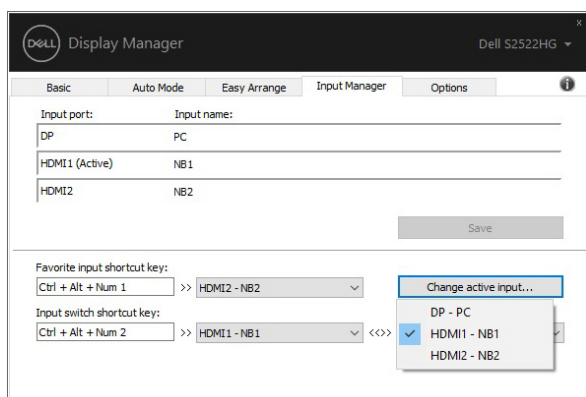 x
DELL Display Manager Dell S2522HG
Basic Auto Mode Easy Arrange Input Manager Options i
Input port: Input name:
DP PC
HDMI1 (Active) NB1
HDMI2 NB2
Save
Favorite input shortcut key:
Ctrl + Alt + Num 1 >> HDMI2 - NB2 Change active input...
Input switch shortcut key:
DP - PC
Ctrl + Alt + Num 2 >> HDMI1 - NB1 <<>> HDMI1 - NB1
HDMI2 - NB2